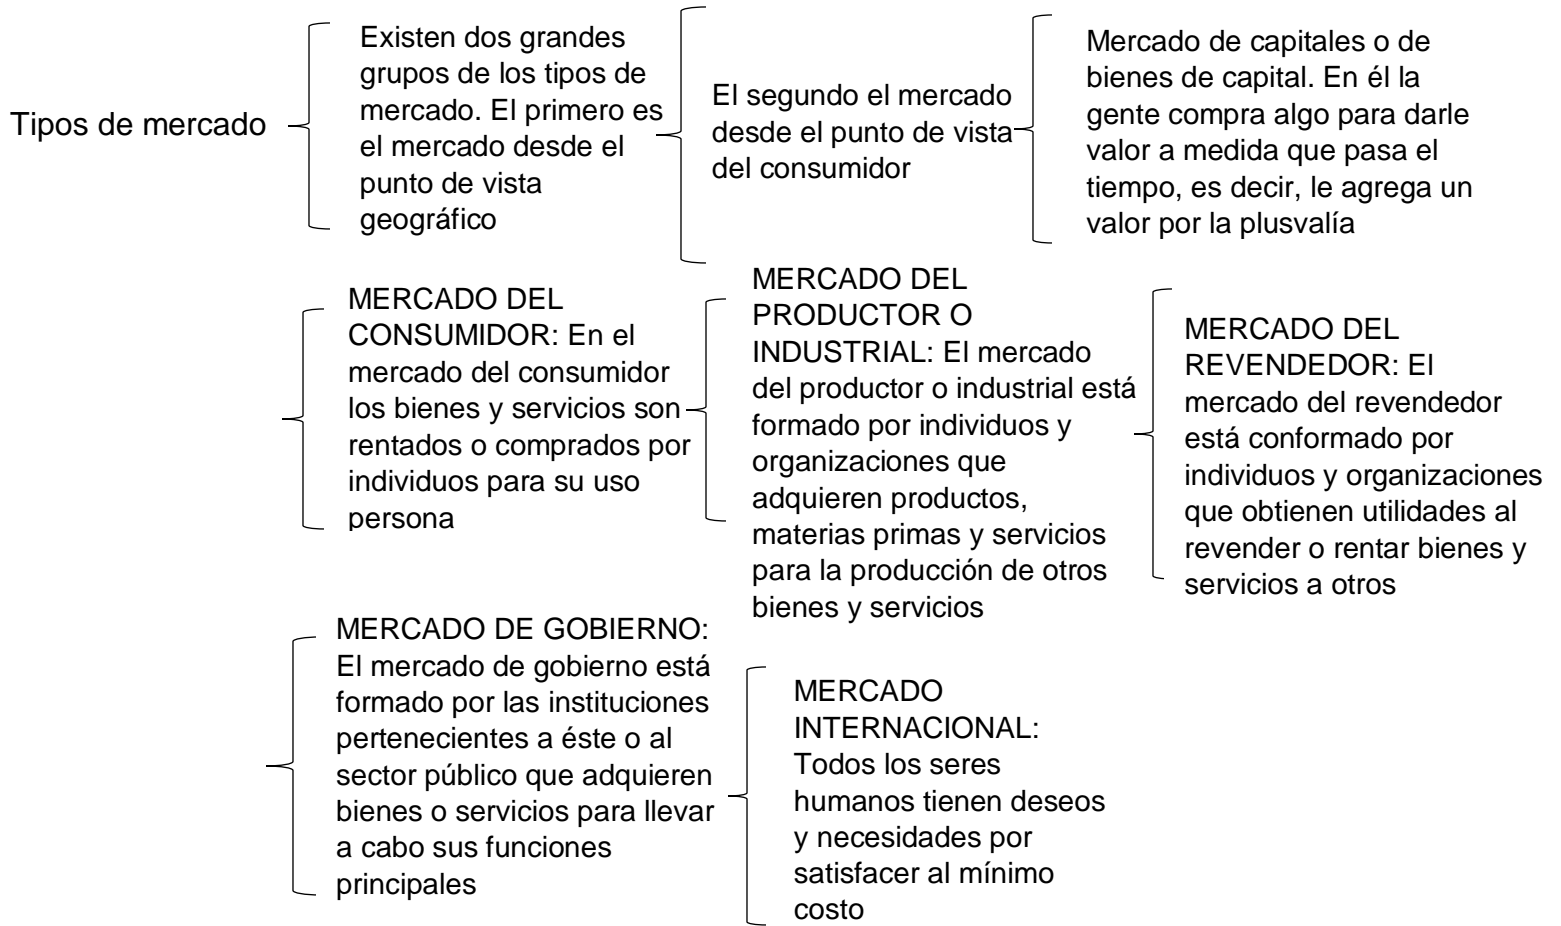 Tipos de mercado
Existen dos grandes
grupos de los tipos de
mercado. El primero es
el mercado desde el
punto de vista
geográfico
El segundo el mercado
desde el punto de vista
del consumidor
Mercado de capitales o de
bienes de capital. En él la
gente compra algo para darle
valor a medida que pasa el
tiempo, es decir, le agrega un
valor por la plusvalía
MERCADO DEL
CONSUMIDOR: En el
mercado del consumidor
los bienes y servicios son
rentados o comprados por
individuos para su uso
persona
MERCADO DEL
PRODUCTOR O
INDUSTRIAL: El mercado
del productor o industrial está
formado por individuos y
organizaciones que
adquieren productos,
materias primas y servicios
para la producción de otros
bienes y servicios
MERCADO DEL
REVENDEDOR: El
mercado del revendedor
está conformado por
individuos y organizaciones
que obtienen utilidades al
revender o rentar bienes y
servicios a otros
MERCADO DE GOBIERNO:
El mercado de gobierno está
formado por las instituciones
pertenecientes a éste o al
sector público que adquieren
bienes o servicios para llevar
a cabo sus funciones
principales
MERCADO
INTERNACIONAL:
Todos los seres
humanos tienen deseos
y necesidades por
satisfacer al mínimo
costo